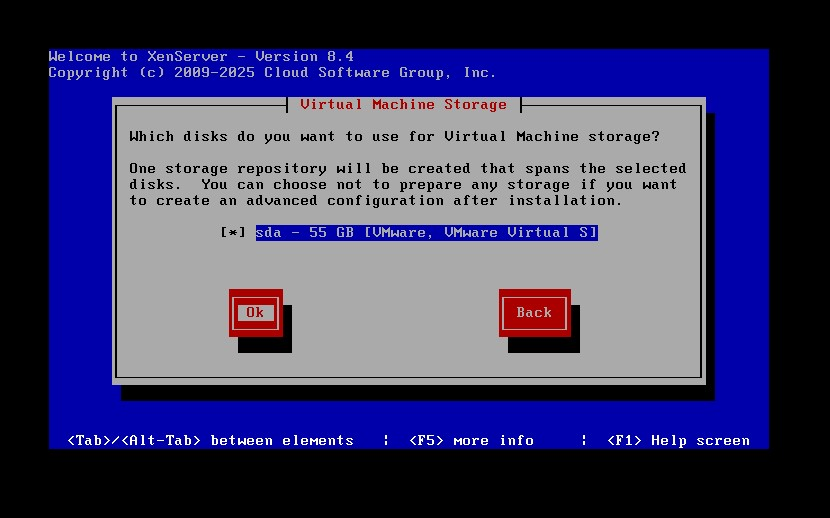 Welcome to XenServer - Version 8.4
Copyright (c) 2009-2025 Cloud Software Group, Inc.
Virtual Machine Storage
Which disks do you want to use for Virtual Machine storage?
One storage repository will be created that spans the selected
disks.  You can choose not to prepare any storage if you want
to create an advanced configuration after installation.
[*] sda - 55 GB [VMware, VMware Virtual S]
Ok Back
<Tab>/<Alt-Tab> between elements   ¦  <F5> more info     ¦  <F1> Help screen